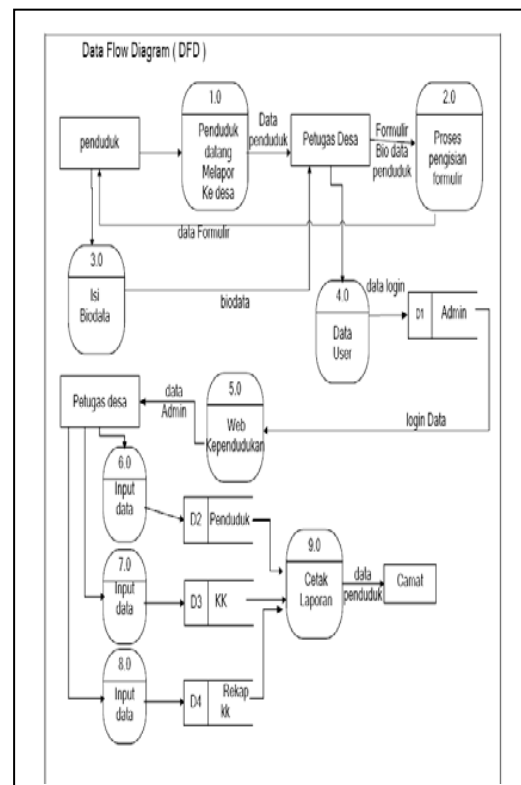 Data Flow Diagram ( DFD )
penduduk
1.0
Penduduk
datang
Melapor
Ke desa
Data
penduduk
Petugas Desa
Formulir
Bio data
penduduk
2.0
Proses
pengisian
formulir
data Formulir
3.0
Isi
Biodata
biodata
4.0
Data
User
data login
D1 Admin
login Data
Petugas desa
data
Admin
5.0
Web
Kependudukan
6.0
Input
data
D2 Penduduk
7.0
Input
data
D3 KK
8.0
Input
data
D4 Rekap
kk
9.0
Cetak
Laporan
data
penduduk
Camat